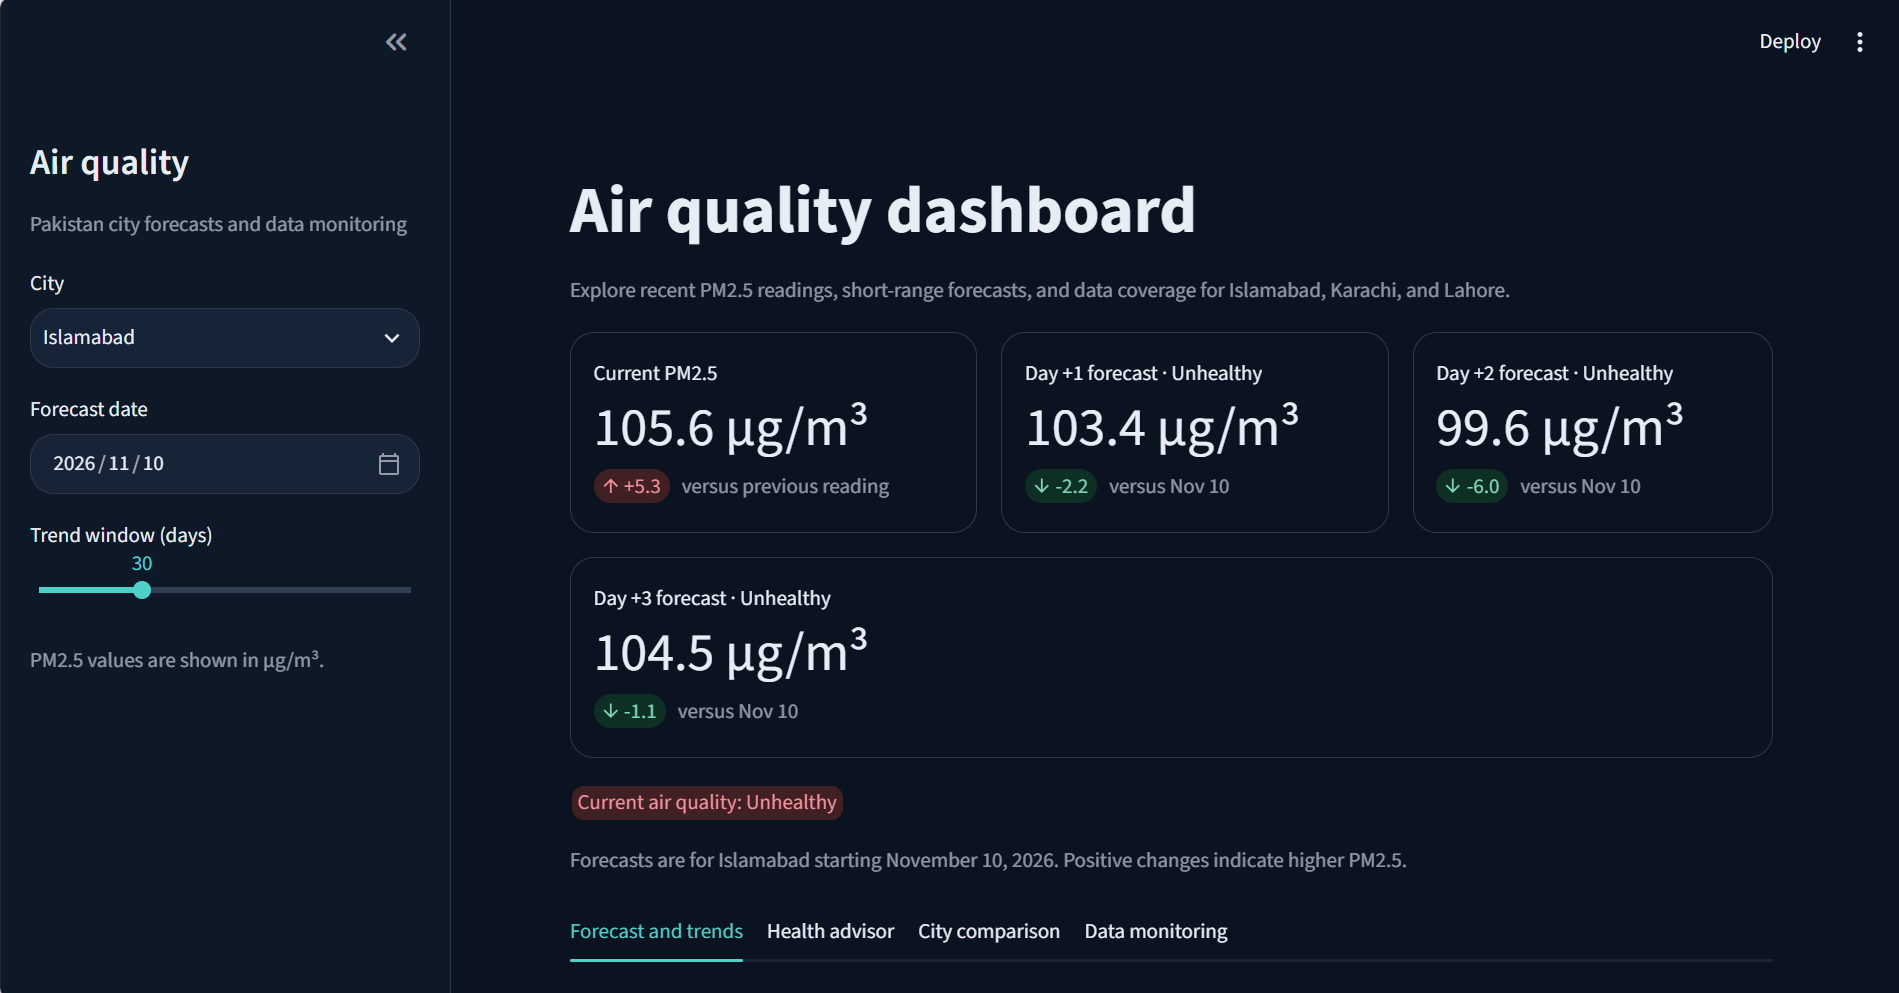 Deploy
Air quality
Pakistan city forecasts and data monitoring
City
Islamabad
Forecast date
2026/11/10
Trend window (days)
30
PM2.5 values are shown in µg/m³.
Air quality dashboard
Explore recent PM2.5 readings, short-range forecasts, and data coverage for Islamabad, Karachi, and Lahore.
Current PM2.5
105.6 µg/m³
↑ +5.3 versus previous reading
Day +1 forecast · Unhealthy
103.4 µg/m³
↓ -2.2 versus Nov 10
Day +2 forecast · Unhealthy
99.6 µg/m³
↓ -6.0 versus Nov 10
Day +3 forecast · Unhealthy
104.5 µg/m³
↓ -1.1 versus Nov 10
Current air quality: Unhealthy
Forecasts are for Islamabad starting November 10, 2026. Positive changes indicate higher PM2.5.
Forecast and trends Health advisor City comparison Data monitoring